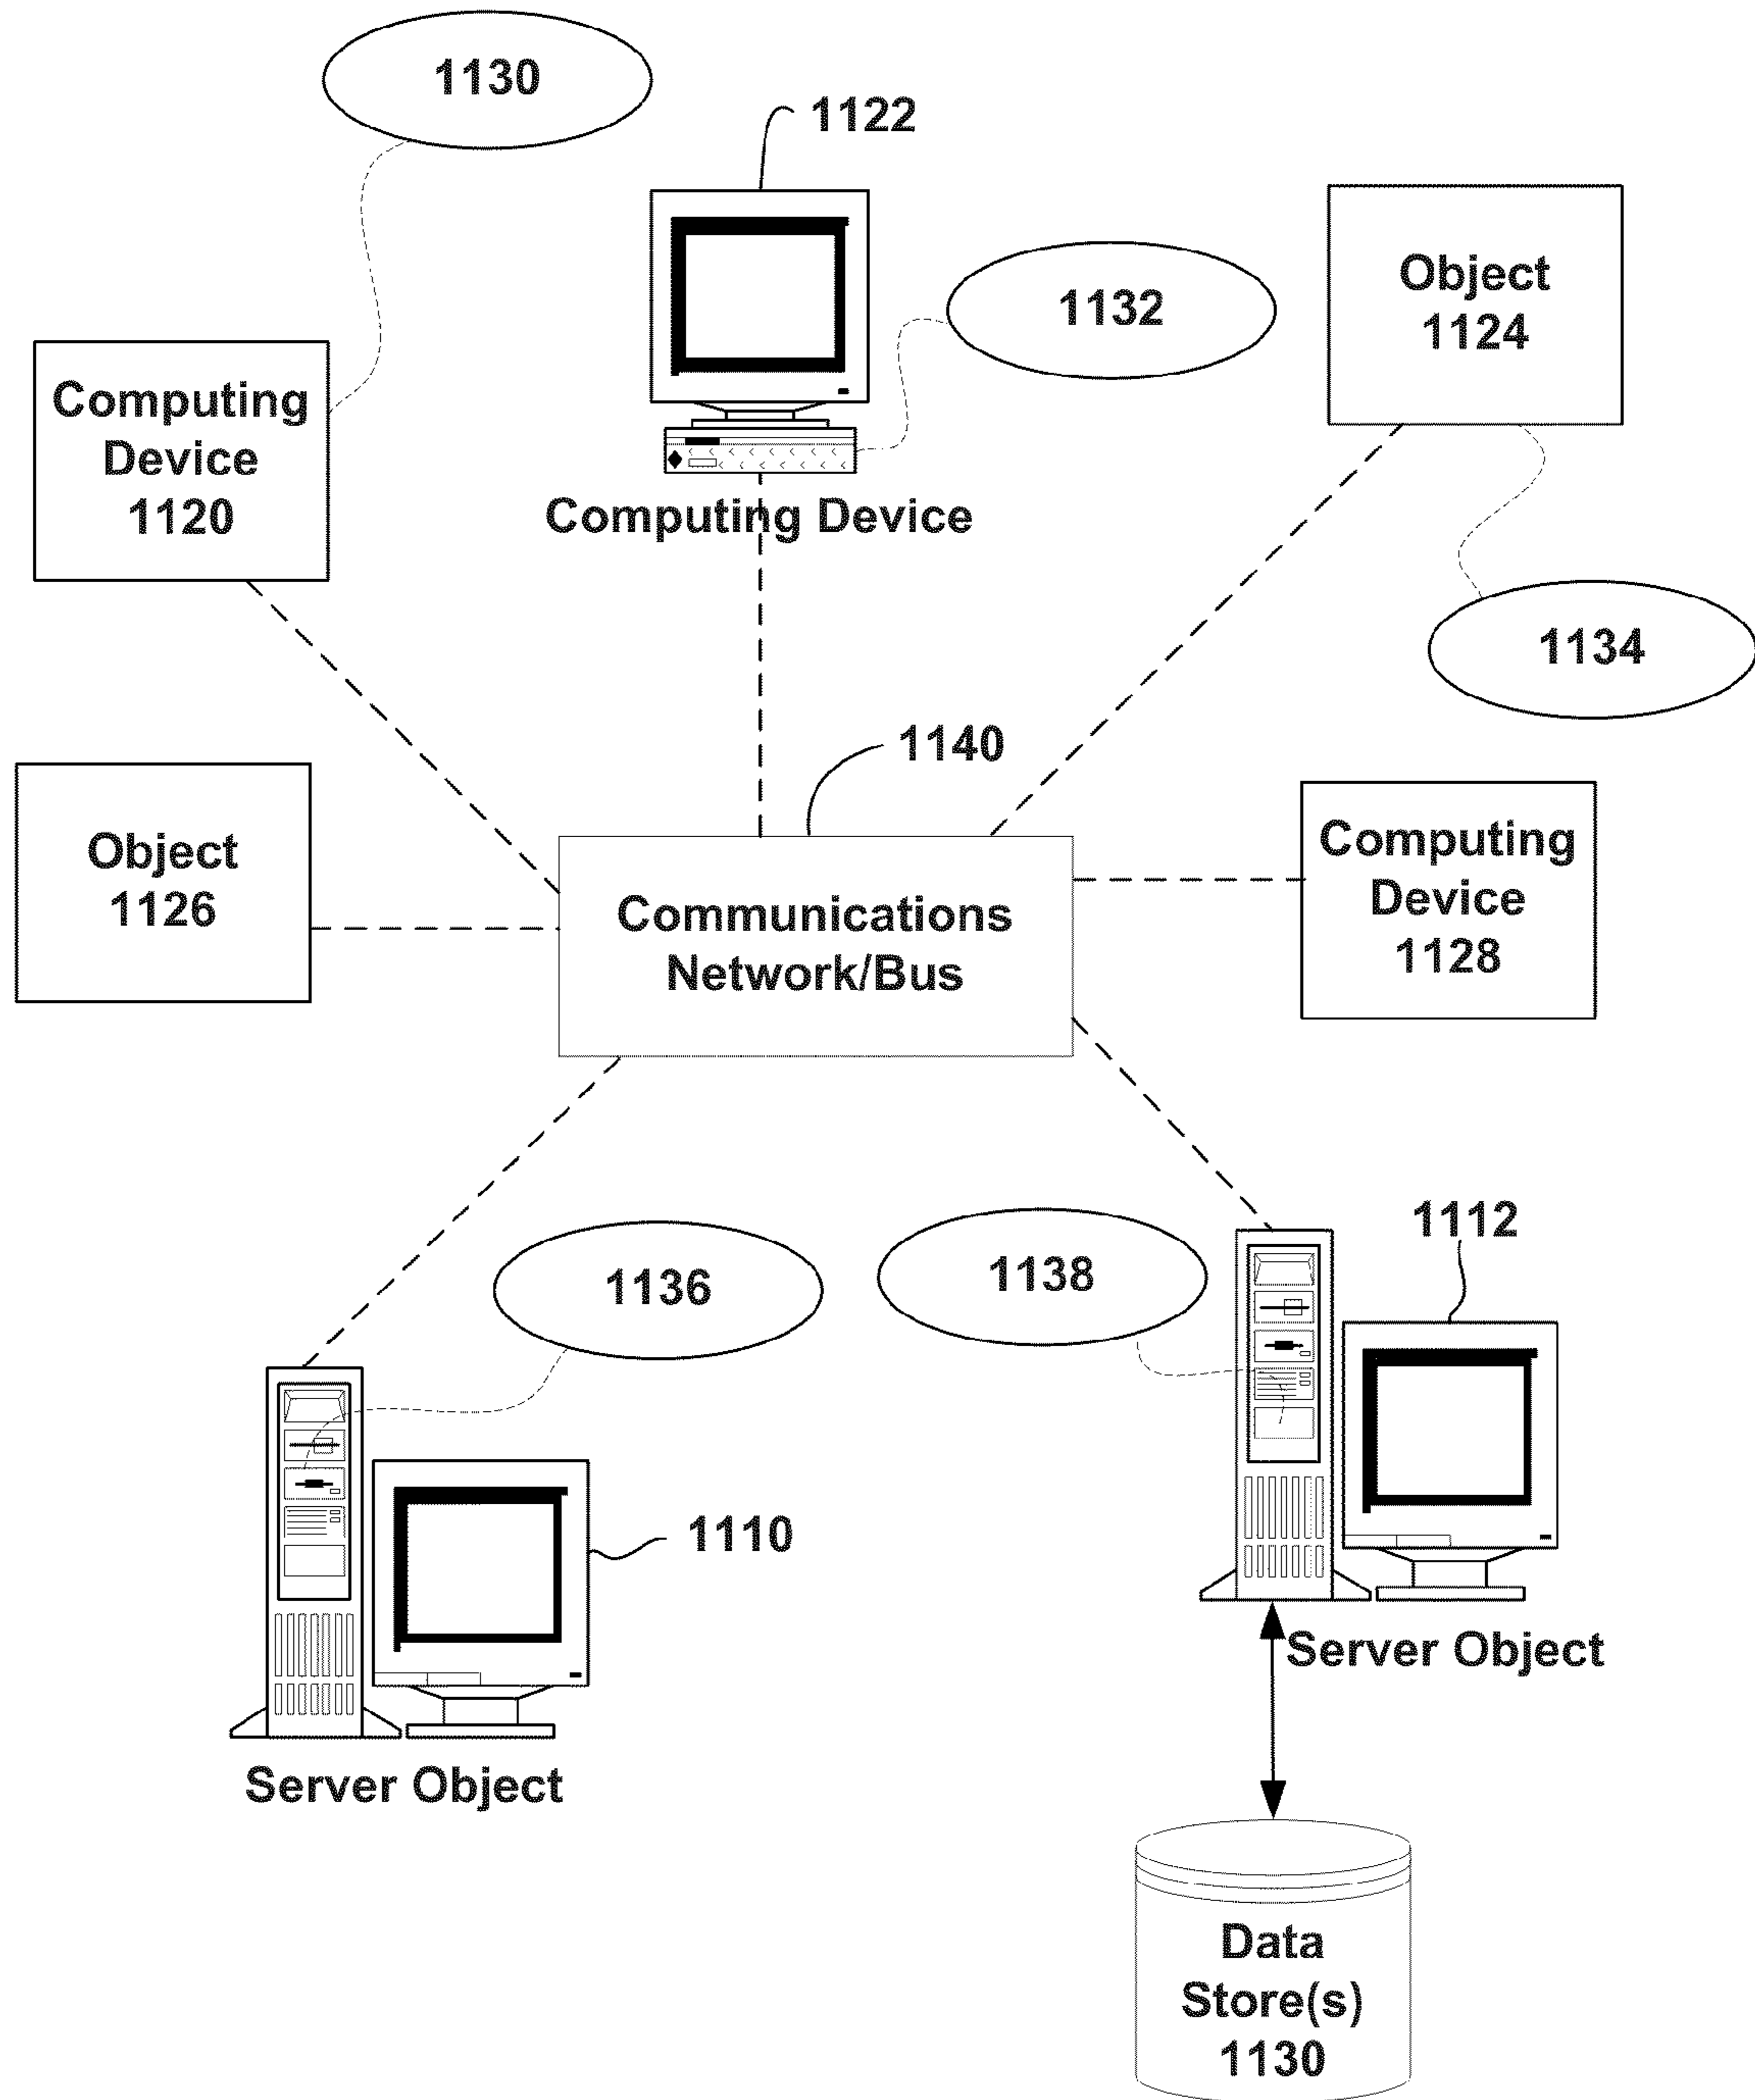 1130
1122
1132
Object
1124
Computing
Device
1120
Computing Device
1134
1140
Object
1126
Communications
Network/Bus
Computing
Device
1128
1136
1138
1112
1110
Server Object
Server Object
Data
Store(s)
1130